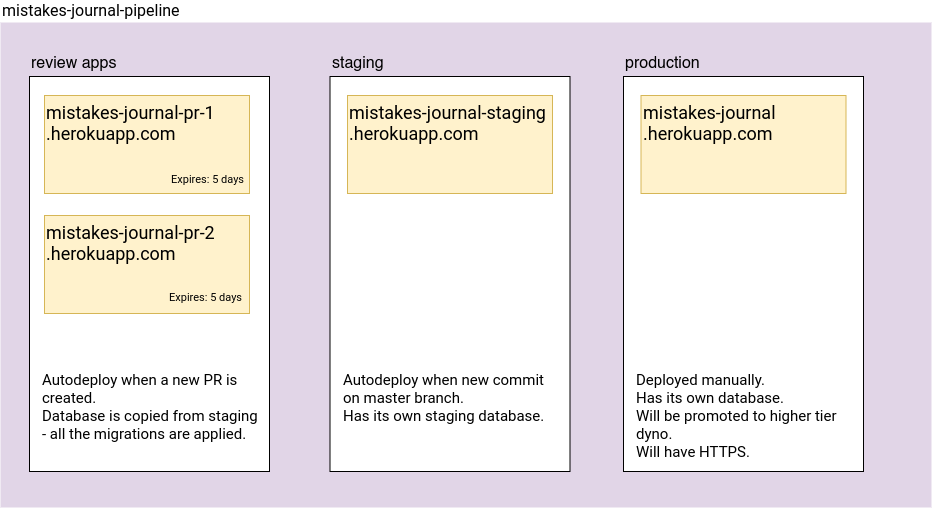 mistakes-journal-pipeline
review apps
mistakes-journal-pr-1
.herokuapp.com
Expires: 5 days
mistakes-journal-pr-2
.herokuapp.com
Expires: 5 days
Autodeploy when a new PR is
created.
Database is copied from staging
- all the migrations are applied.
staging
mistakes-journal-staging
.herokuapp.com
Autodeploy when new commit
on master branch.
Has its own staging database.
production
mistakes-journal
.herokuapp.com
Deployed manually.
Has its own database.
Will be promoted to higher tier
dyno.
Will have HTTPS.